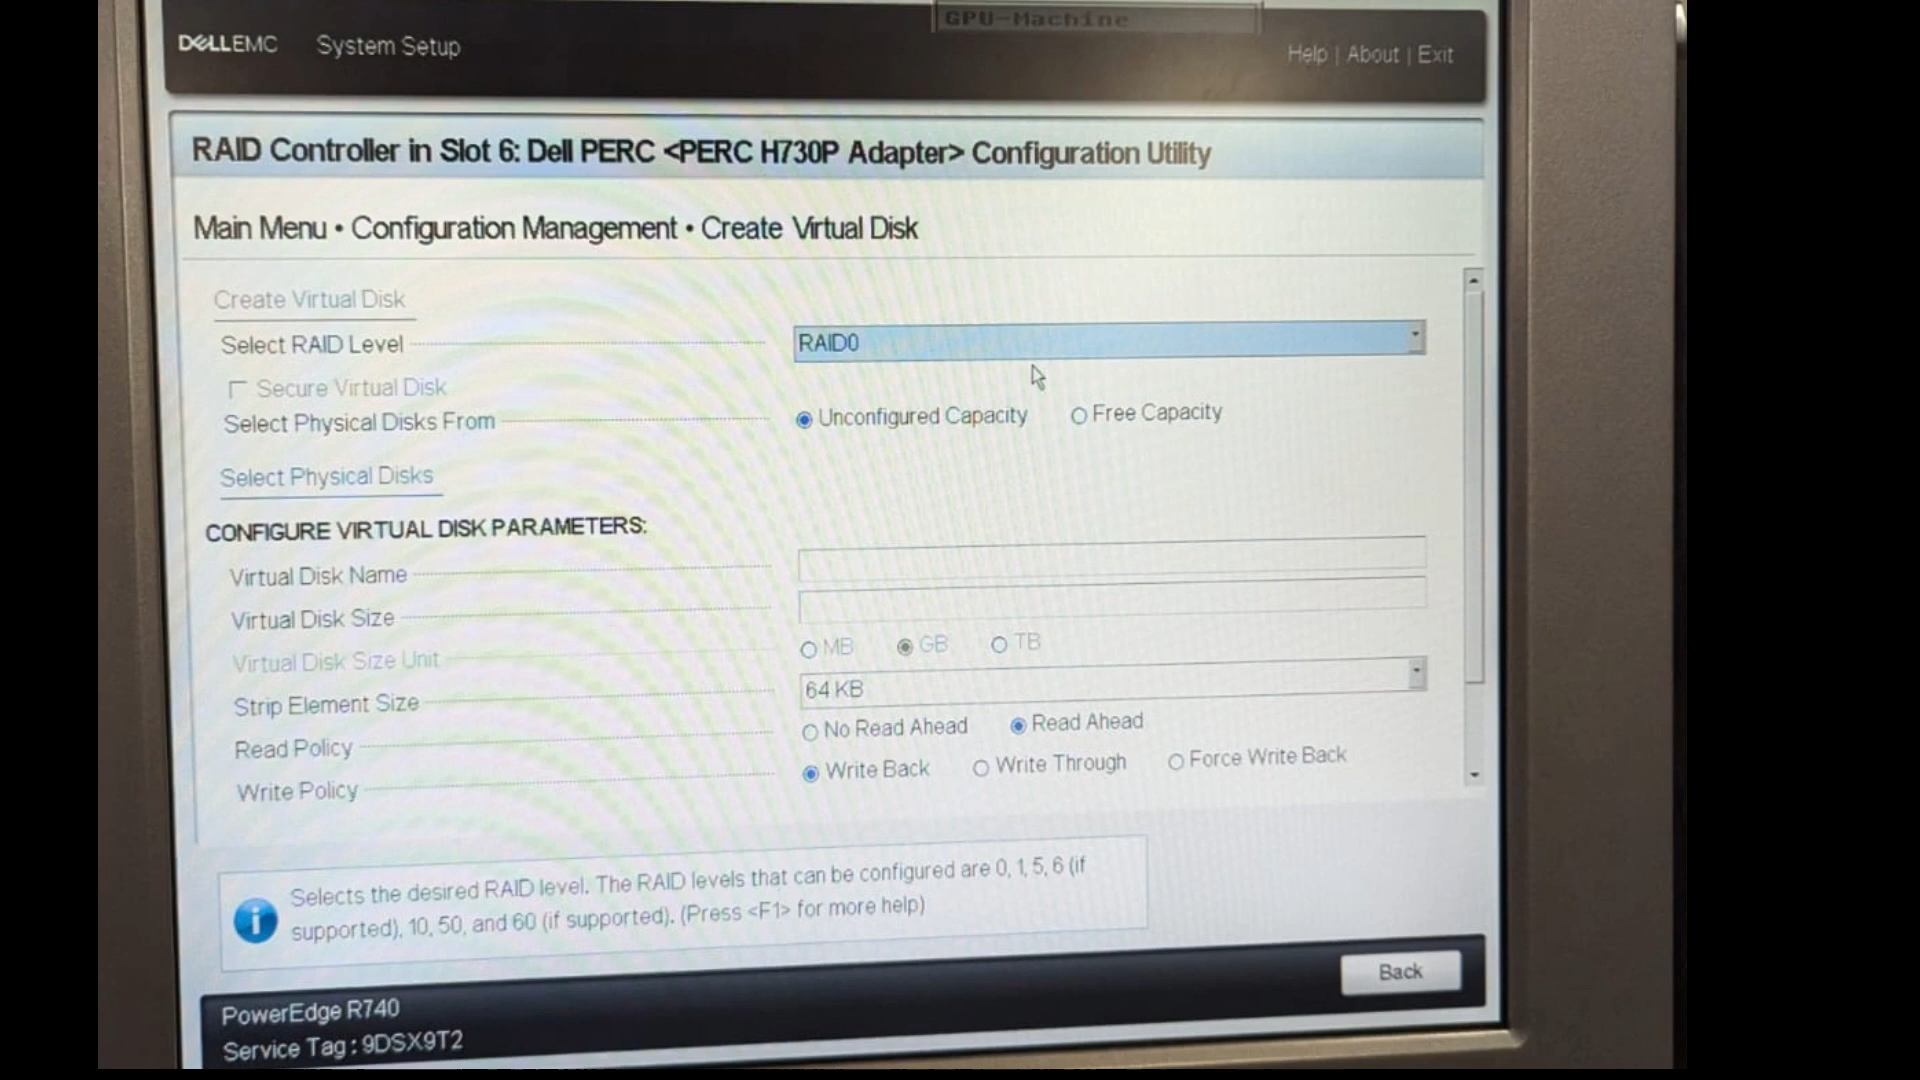 GPU-Machine
DELLEMC System Setup
Help | About | Exit
RAID Controller in Slot 6: Dell PERC <PERC H730P Adapter> Configuration Utility
Main Menu • Configuration Management • Create Virtual Disk
Create Virtual Disk
Select RAID Level RAID0
Secure Virtual Disk
Select Physical Disks From Unconfigured Capacity Free Capacity
Select Physical Disks
CONFIGURE VIRTUAL DISK PARAMETERS:
Virtual Disk Name
Virtual Disk Size
Virtual Disk Size Unit MB GB TB
Strip Element Size 64 KB
Read Policy No Read Ahead Read Ahead
Write Policy Write Back Write Through Force Write Back
Selects the desired RAID level. The RAID levels that can be configured are 0, 1, 5, 6 (if
supported), 10, 50, and 60 (if supported). (Press <F1> for more help)
Back
PowerEdge R740
Service Tag : 9DSX9T2